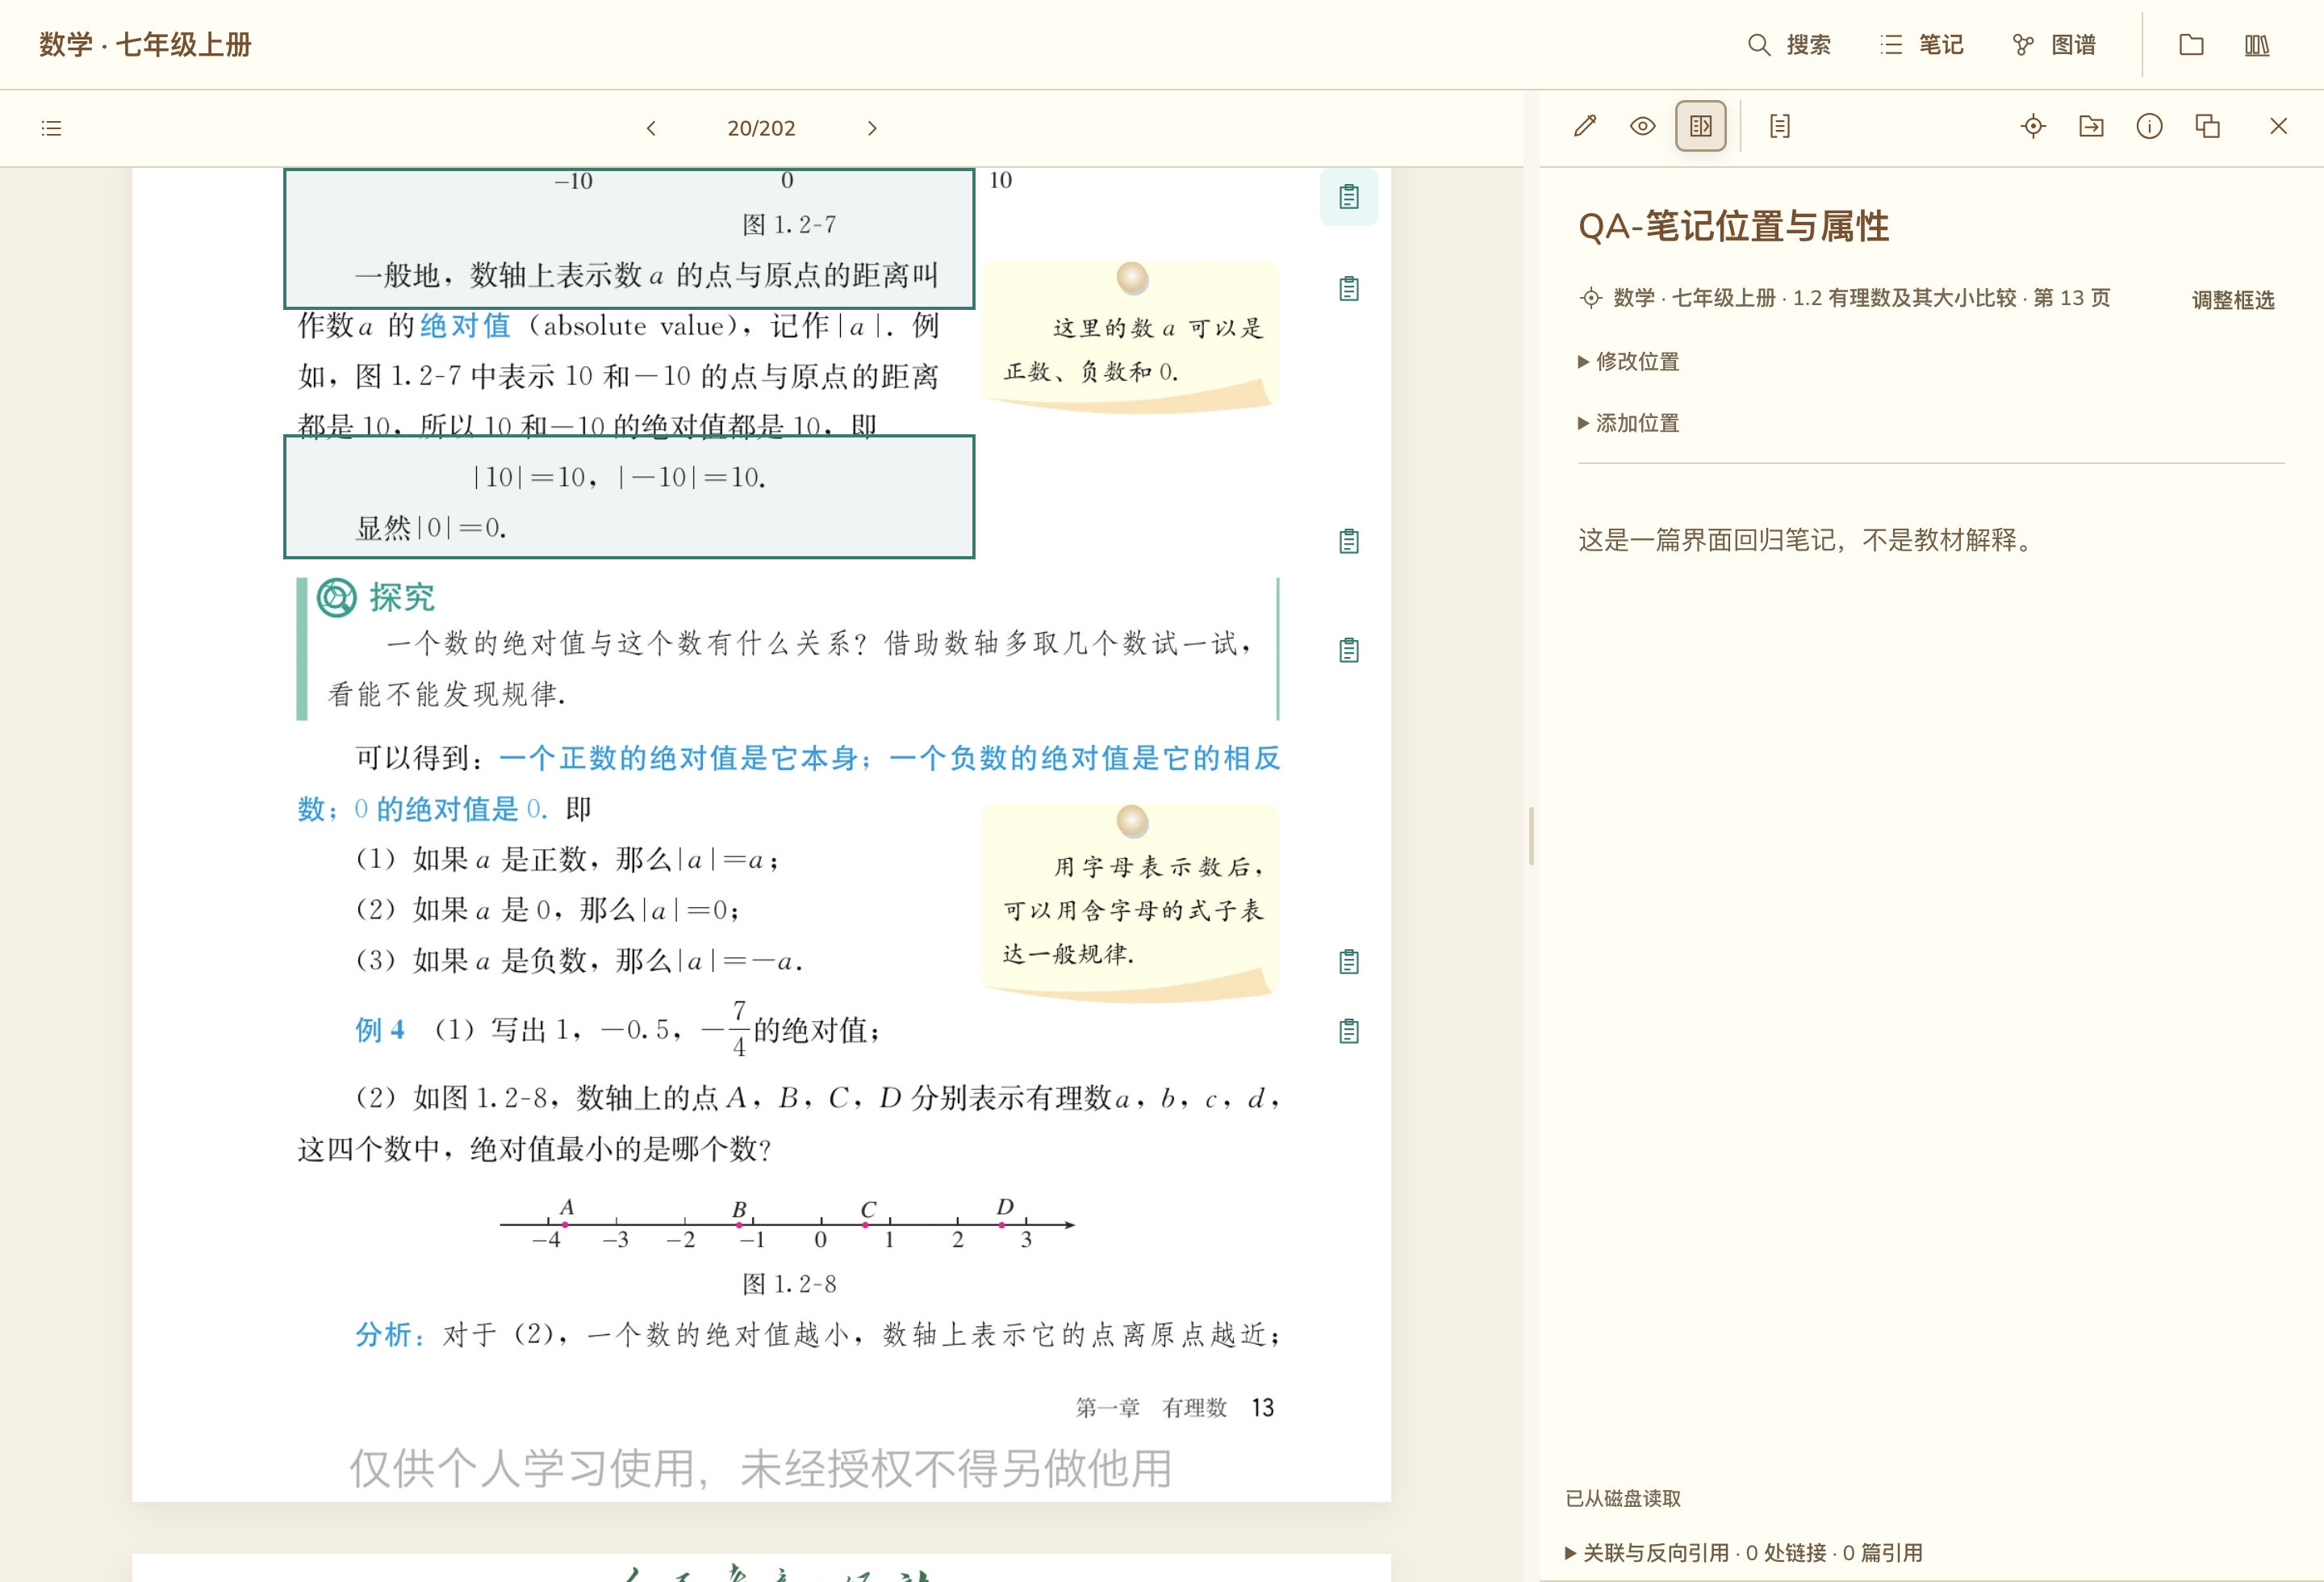 数学 · 七年级上册
搜索
笔记
图谱
20/202
−10 0 10
图 1.2-7
一般地，数轴上表示数 a 的点与原点的距离叫
作数 a 的绝对值（absolute value），记作|a|. 例
如，图 1.2-7 中表示 10 和−10 的点与原点的距离
都是 10，所以 10 和−10 的绝对值都是 10，即
|10|=10，|−10|=10.
显然|0|=0.
这里的数 a 可以是
正数、负数和 0.
探究
一个数的绝对值与这个数有什么关系？借助数轴多取几个数试一试，
看能不能发现规律.
可以得到：一个正数的绝对值是它本身；一个负数的绝对值是它的相反
数；0 的绝对值是 0. 即
（1）如果 a 是正数，那么|a|=a；
（2）如果 a 是 0，那么|a|=0；
（3）如果 a 是负数，那么|a|=−a.
用字母表示数后，
可以用含字母的式子表
达一般规律.
例 4 （1）写出 1，−0.5，−7/4的绝对值；
（2）如图 1.2-8，数轴上的点 A，B，C，D 分别表示有理数 a，b，c，d，
这四个数中，绝对值最小的是哪个数？
A B C D
−4 −3 −2 −1 0 1 2 3
图 1.2-8
分析：对于（2），一个数的绝对值越小，数轴上表示它的点离原点越近；
第一章 有理数 13
仅供个人学习使用，未经授权不得另做他用
QA-笔记位置与属性
数学 · 七年级上册 · 1.2 有理数及其大小比较 · 第 13 页
调整框选
修改位置
添加位置
这是一篇界面回归笔记，不是教材解释。
已从磁盘读取
关联与反向引用 · 0 处链接 · 0 篇引用